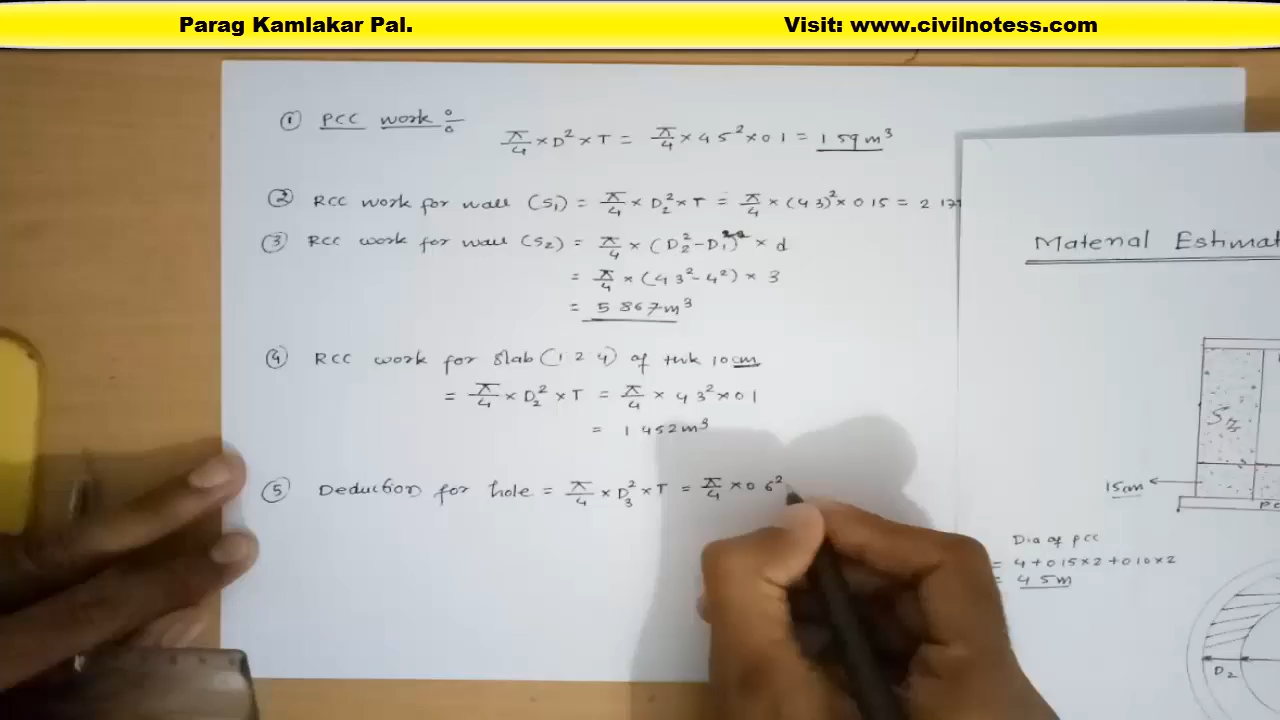 Parag Kamlakar Pal. Visit: www.civilnotess.com
① PCC work :
π/4 × D² × T = π/4 × 4 5² × 0 1 = 1 59 m³
② RCC work for wall (S₁) = π/4 × D₂² × T = π/4 × (4 3)² × 0 15 = 2 17
③ RCC work for wall (S₂) = π/4 × (D₂² - D₁²) × d
= π/4 × (4 3² - 4²) × 3
= 5 867 m³
④ RCC work for slab (1 2 4) of thk 10 cm
= π/4 × D₂² × T = π/4 × 4 3² × 0 1
= 1 452 m³
⑤ Deduction for hole = π/4 × D₃² × T = π/4 × 0 6²
Material Estimat
S₂
15cm
PC
Dia of PCC
= 4 + 0 15 × 2 + 0 10 × 2
= 4 5m
D₂